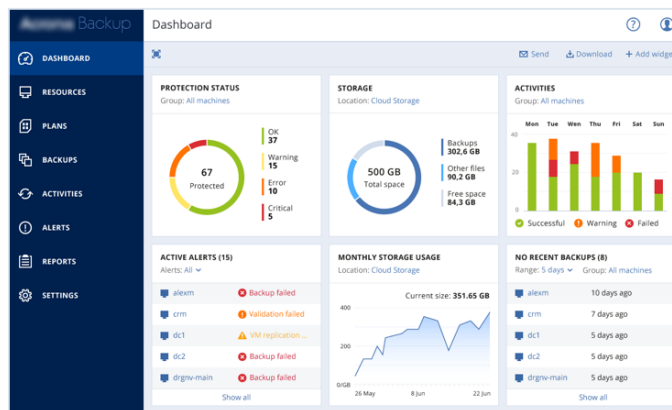 Backup
Dashboard
?
DASHBOARD
RESOURCES
PLANS
BACKUPS
ACTIVITIES
ALERTS
REPORTS
SETTINGS
Send
Download
+ Add widge
PROTECTION STATUS
Group: All machines
67
Protected
OK
37
Warning
15
Error
10
Critical
5
STORAGE
Location: Cloud Storage
500 GB
Total space
Backups
302,6 GB
Other files
90,2 GB
Free space
84,3 GB
ACTIVITIES
Group: All machines
Mon Tue Wed Thu Fri Sat Sun
40
20
0
Successful Warning Failed
ACTIVE ALERTS (15)
Alerts: All
alexm Backup failed
crm Validation failed
dc1 VM replication ...
dc2 Backup failed
drgnv-main Backup failed
Show all
MONTHLY STORAGE USAGE
Location: Cloud Storage
Current size: 351.65 GB
400
200
0/GB
26 May 8 Jun 22 Jun
NO RECENT BACKUPS (8)
Range: 5 days Group: All machines
alexm 10 days ago
crm 7 days ago
dc1 5 days ago
dc2 5 days ago
drgnv-main 5 days ago
Show all